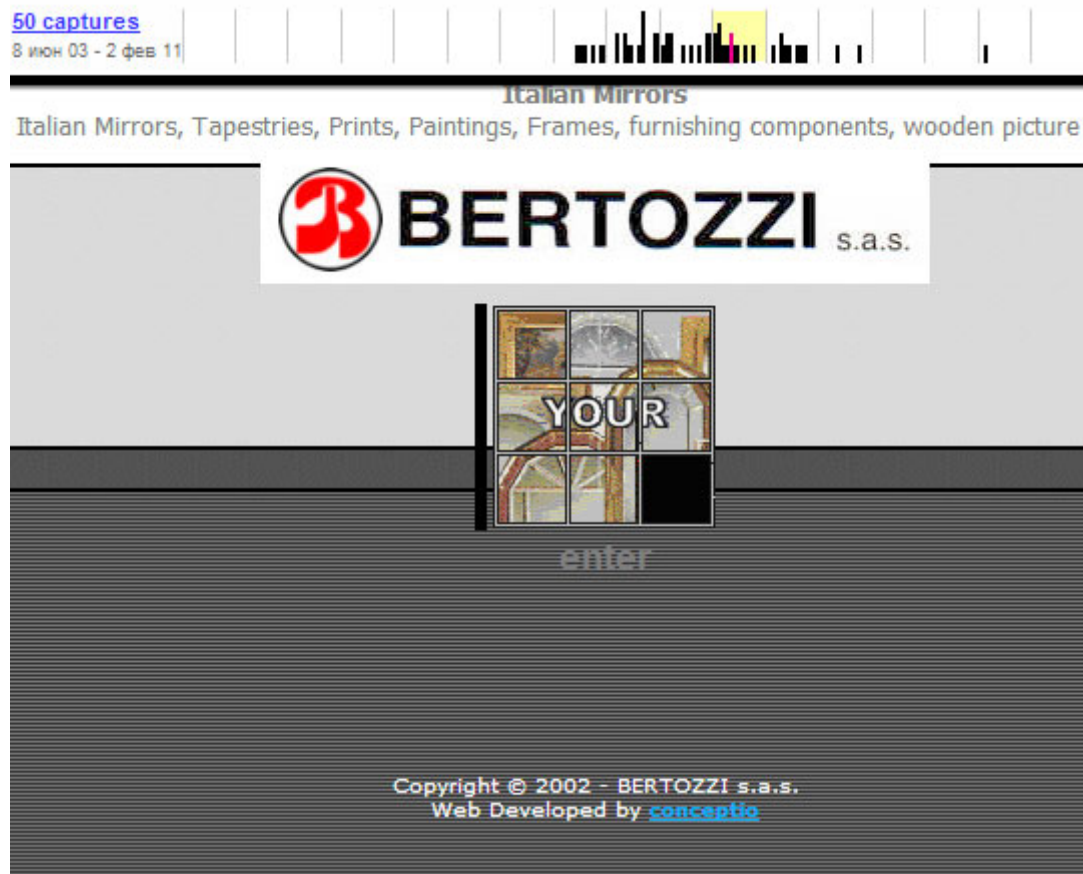 50 captures
8 июн 03 - 2 фев 11
Italian Mirrors
Italian Mirrors, Tapestries, Prints, Paintings, Frames, furnishing components, wooden picture
B BERTOZZI s.a.s.
YOUR
enter
Copyright © 2002 - BERTOZZI s.a.s.
Web Developed by conceptio